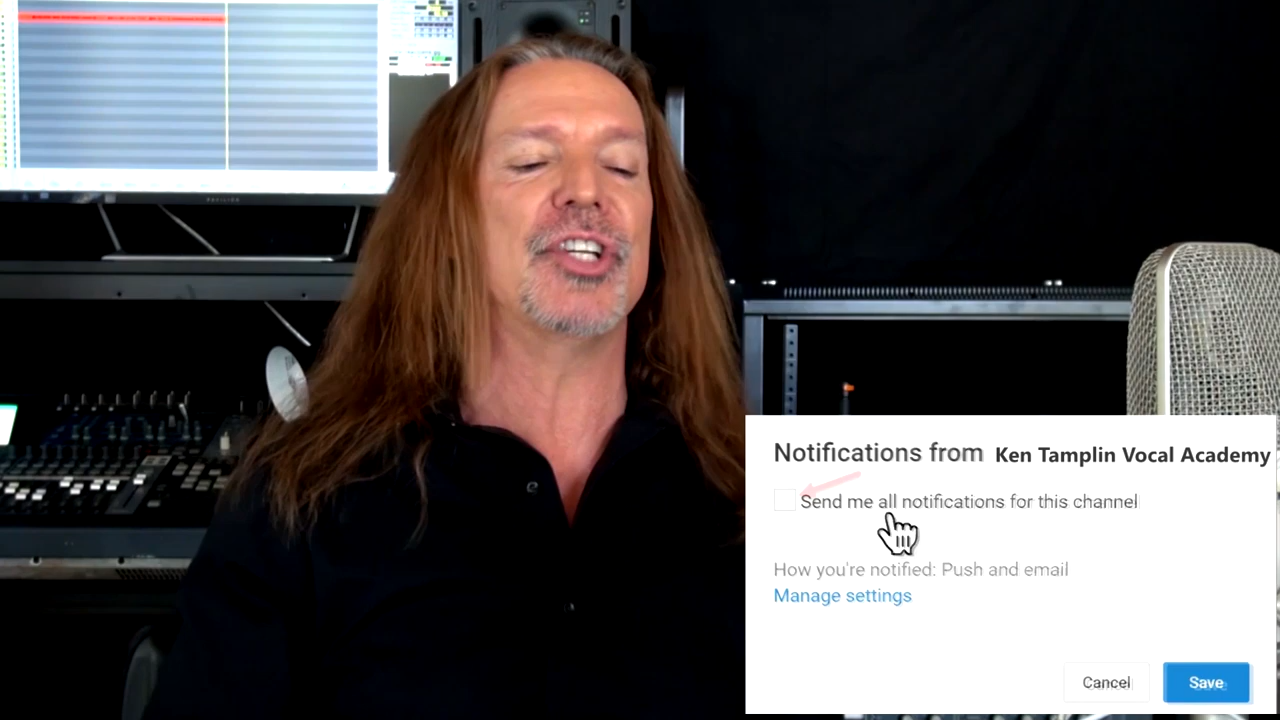 Notifications from Ken Tamplin Vocal Academy
Send me all notifications for this channel
How you're notified: Push and email
Manage settings
Cancel
Save